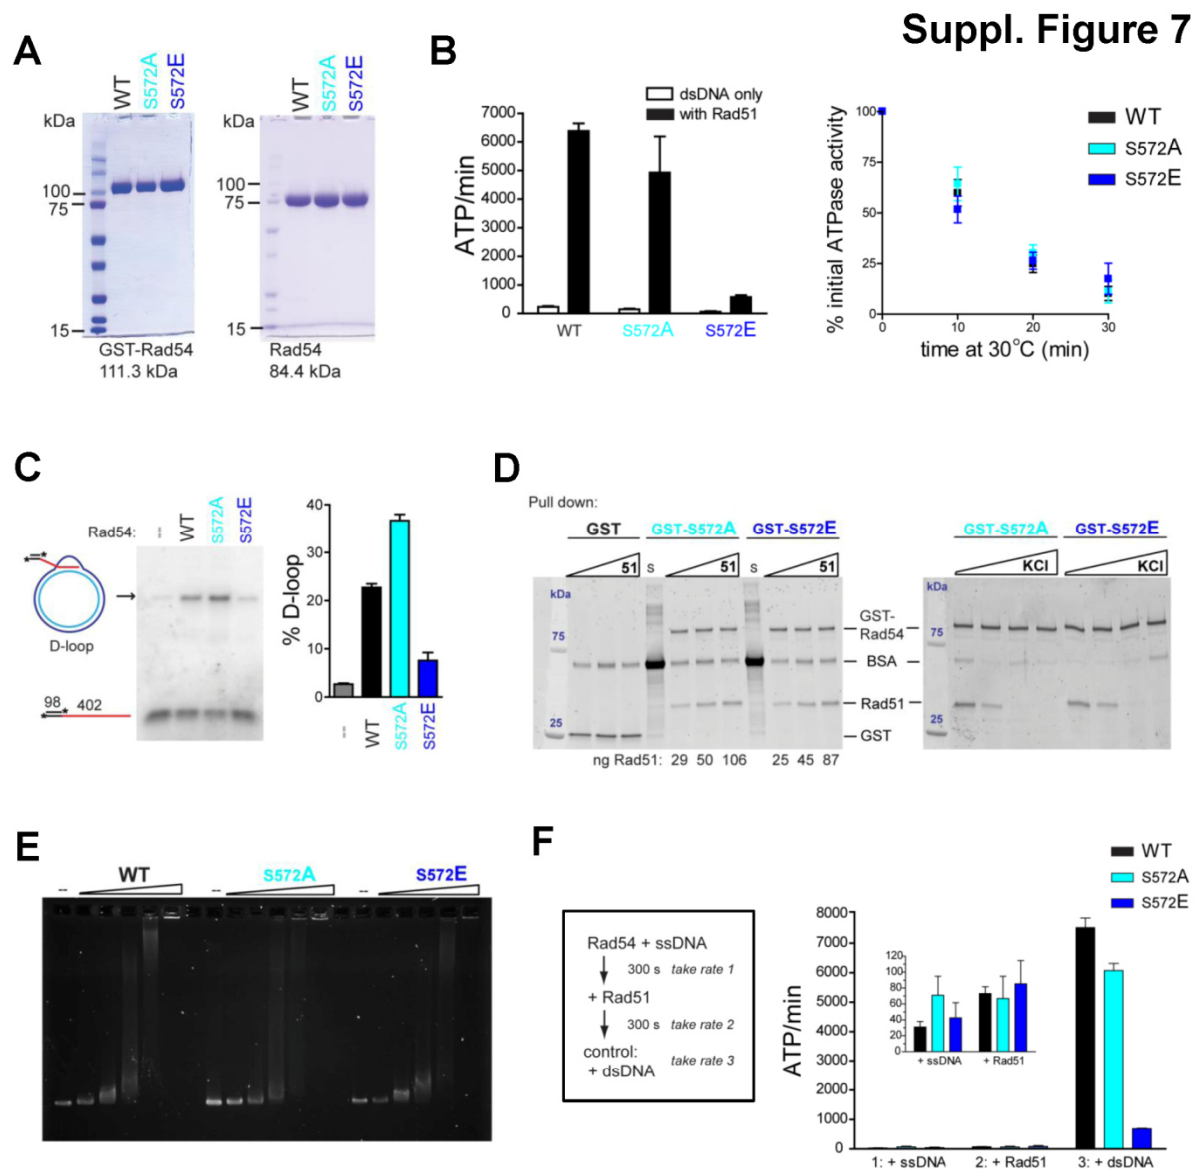 Suppl. Figure 7
A
WT
S572A
S572E
kDa
100
75
15
GST-Rad54
111.3 kDa
WT
S572A
S572E
kDa
100
75
15
Rad54
84.4 kDa
B
dsDNA only
with Rad51
ATP/min
7000
6000
5000
4000
3000
2000
1000
0
WT
S572A
S572E
WT
S572A
S572E
% initial ATPase activity
100
75
50
25
0
0
10
20
30
time at 30°C (min)
C
Rad54:
--
WT
S572A
S572E
D-loop
98
402
% D-loop
40
30
20
10
0
--
WT
S572A
S572E
D
Pull down:
GST
GST-S572A
GST-S572E
51
S
51
S
51
kDa
75
25
GST-
Rad54
BSA
Rad51
GST
ng Rad51: 29 50 106 25 45 87
GST-S572A
GST-S572E
KCl
KCl
kDa
75
25
E
WT
S572A
S572E
--
--
--
F
Rad54 + ssDNA
300 s take rate 1
+ Rad51
300 s take rate 2
control:
+ dsDNA
take rate 3
WT
S572A
S572E
ATP/min
8000
7000
6000
5000
4000
3000
2000
1000
0
120
100
80
60
40
20
0
+ ssDNA
+ Rad51
1: + ssDNA
2: + Rad51
3: + dsDNA